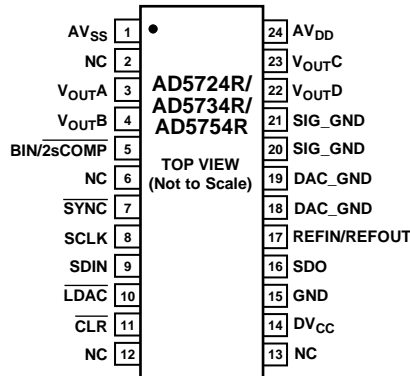 AVSS 1
NC 2
VOUTA 3
VOUTB 4
BIN/2sCOMP 5
NC 6
SYNC 7
SCLK 8
SDIN 9
LDAC 10
CLR 11
NC 12
AD5724R/
AD5734R/
AD5754R
TOP VIEW
(Not to Scale)
24 AVDD
23 VOUTC
22 VOUTD
21 SIG_GND
20 SIG_GND
19 DAC_GND
18 DAC_GND
17 REFIN/REFOUT
16 SDO
15 GND
14 DVCC
13 NC